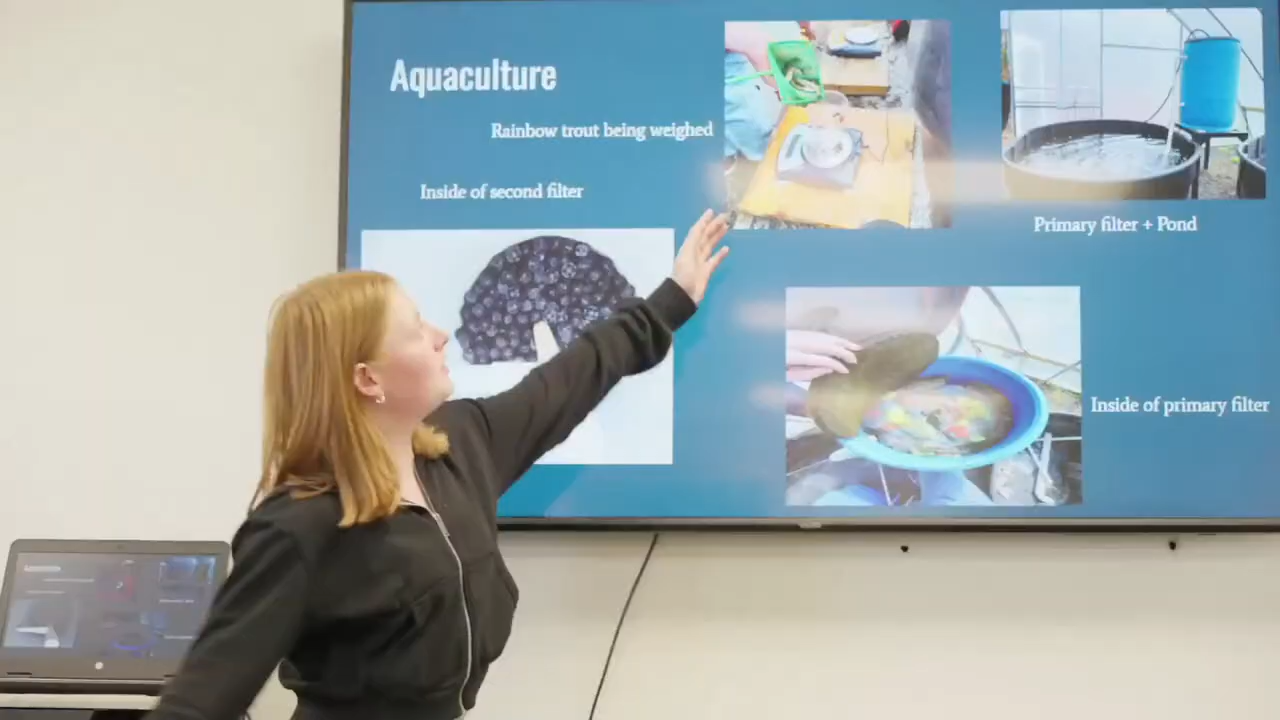 Aquaculture
Rainbow trout being weighed
Inside of second filter
Primary filter + Pond
Inside of primary filter